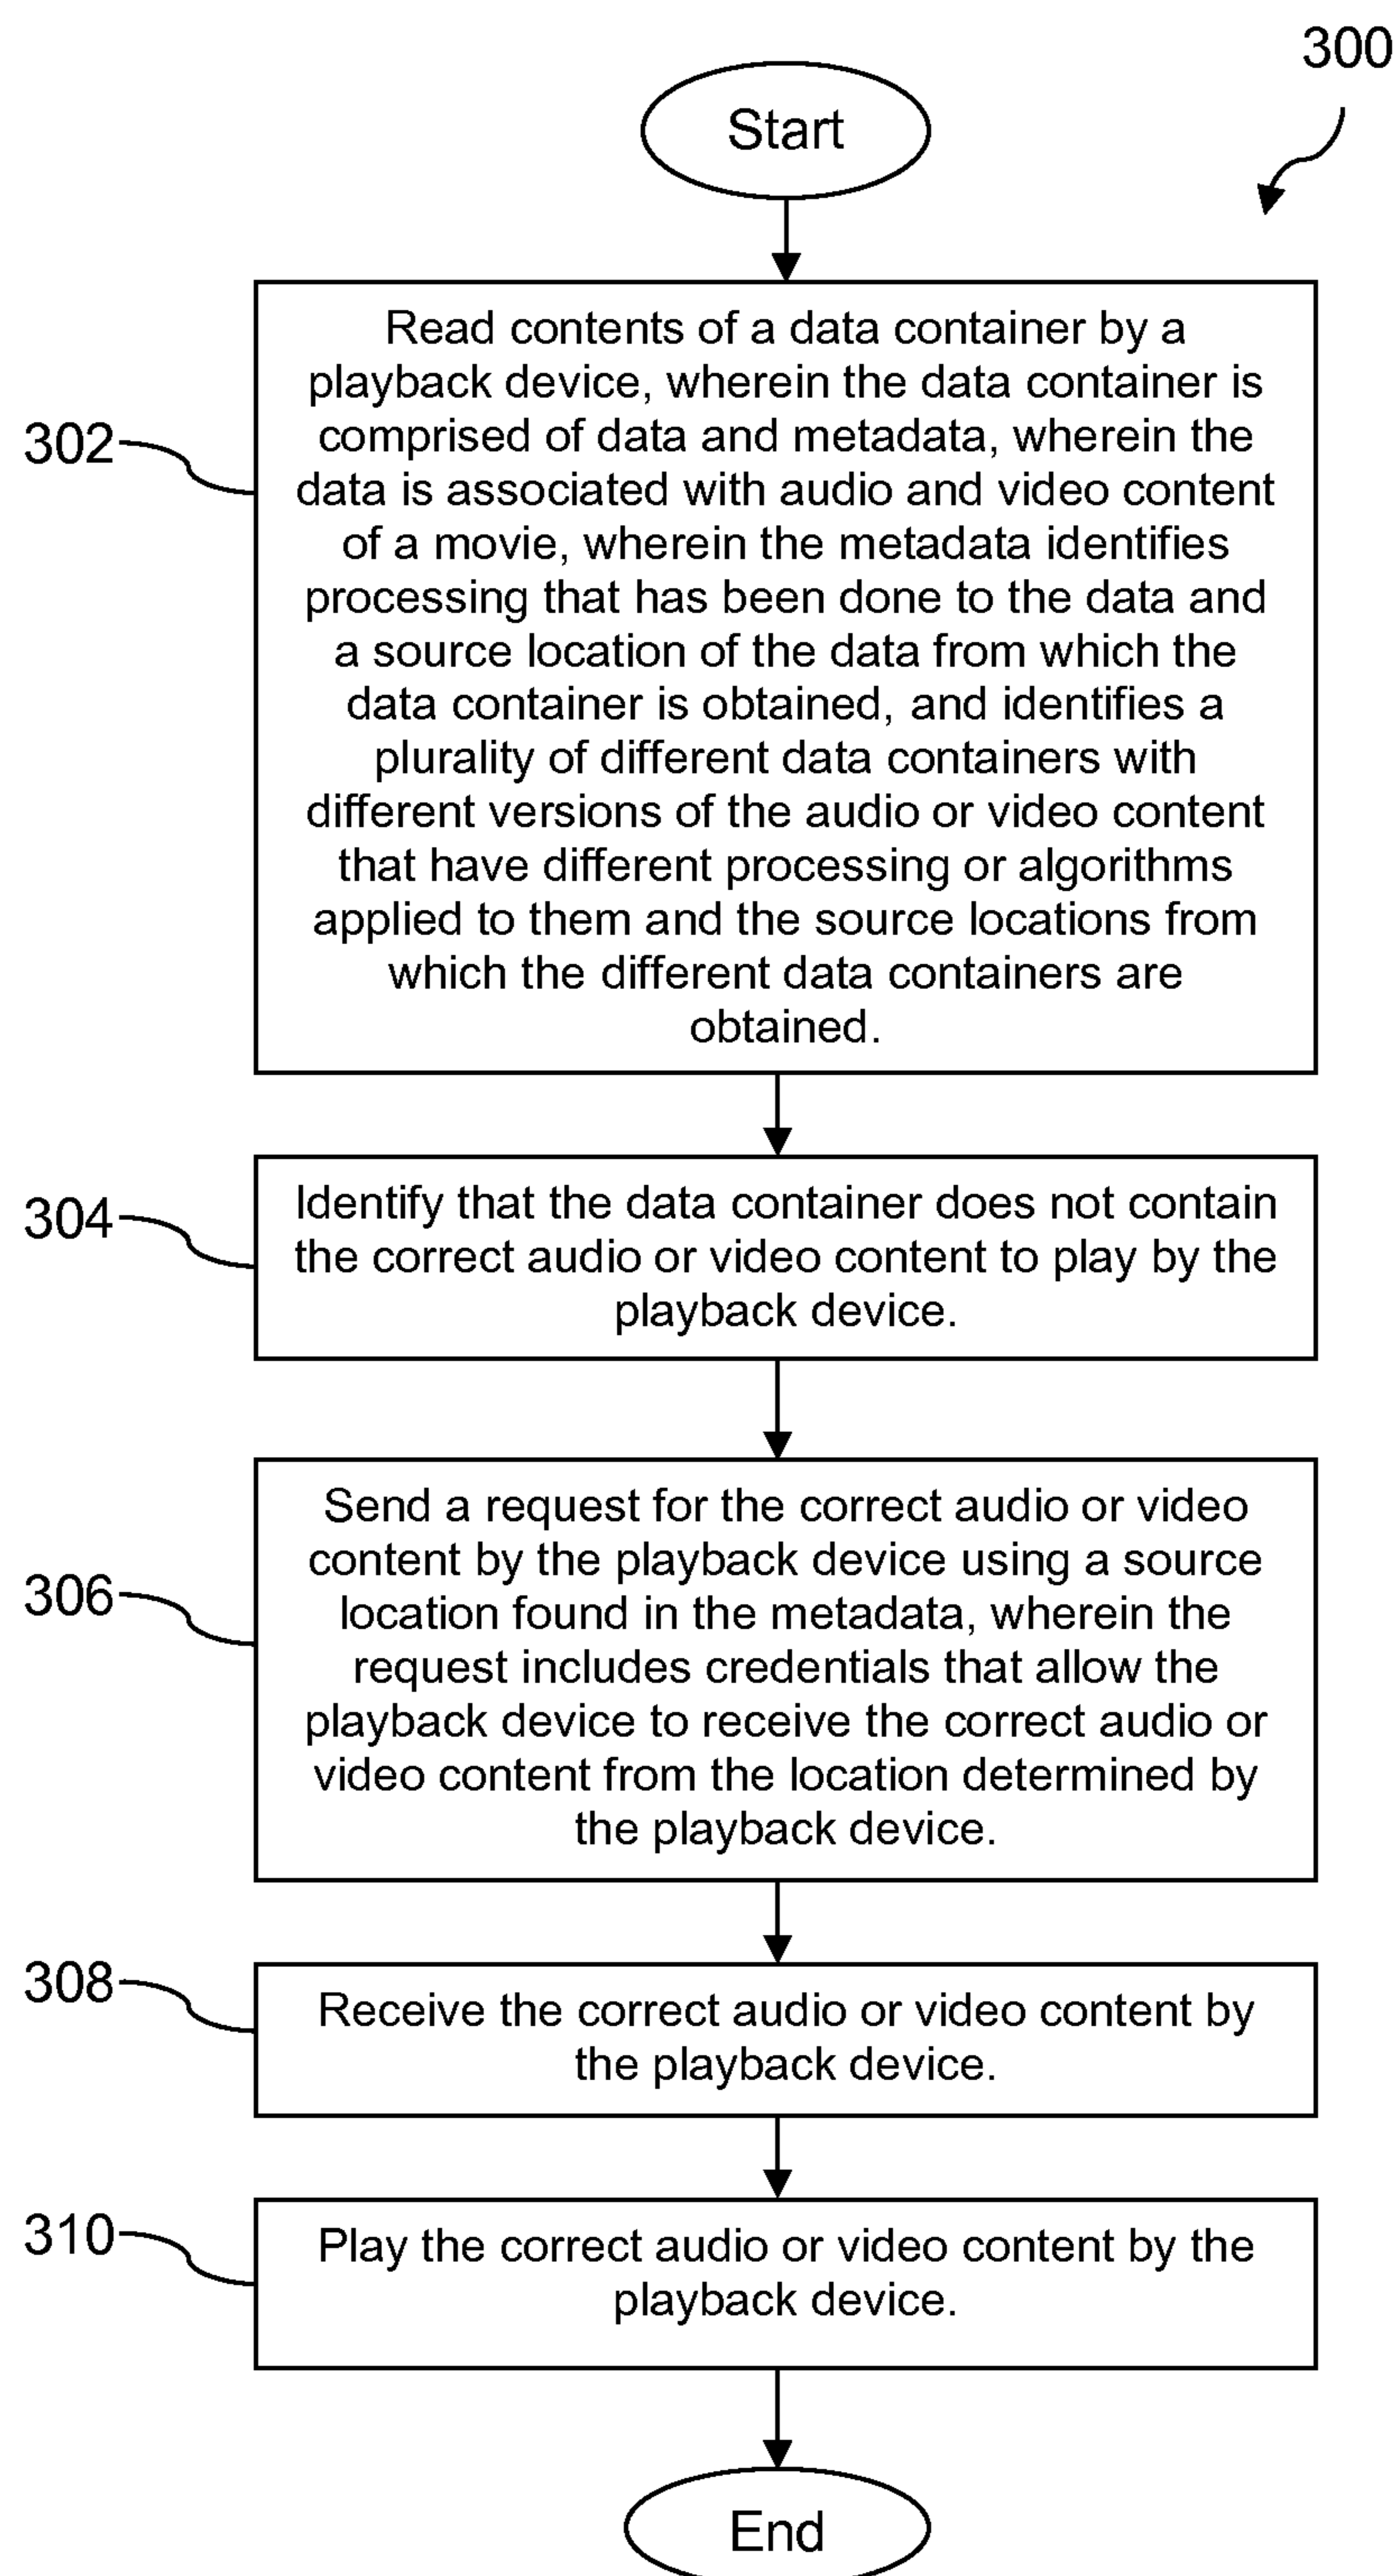 300
Start
302
Read contents of a data container by a
playback device, wherein the data container is
comprised of data and metadata, wherein the
data is associated with audio and video content
of a movie, wherein the metadata identifies
processing that has been done to the data and
a source location of the data from which the
data container is obtained, and identifies a
plurality of different data containers with
different versions of the audio or video content
that have different processing or algorithms
applied to them and the source locations from
which the different data containers are
obtained.
304
Identify that the data container does not contain
the correct audio or video content to play by the
playback device.
306
Send a request for the correct audio or video
content by the playback device using a source
location found in the metadata, wherein the
request includes credentials that allow the
playback device to receive the correct audio or
video content from the location determined by
the playback device.
308
Receive the correct audio or video content by
the playback device.
310
Play the correct audio or video content by the
playback device.
End